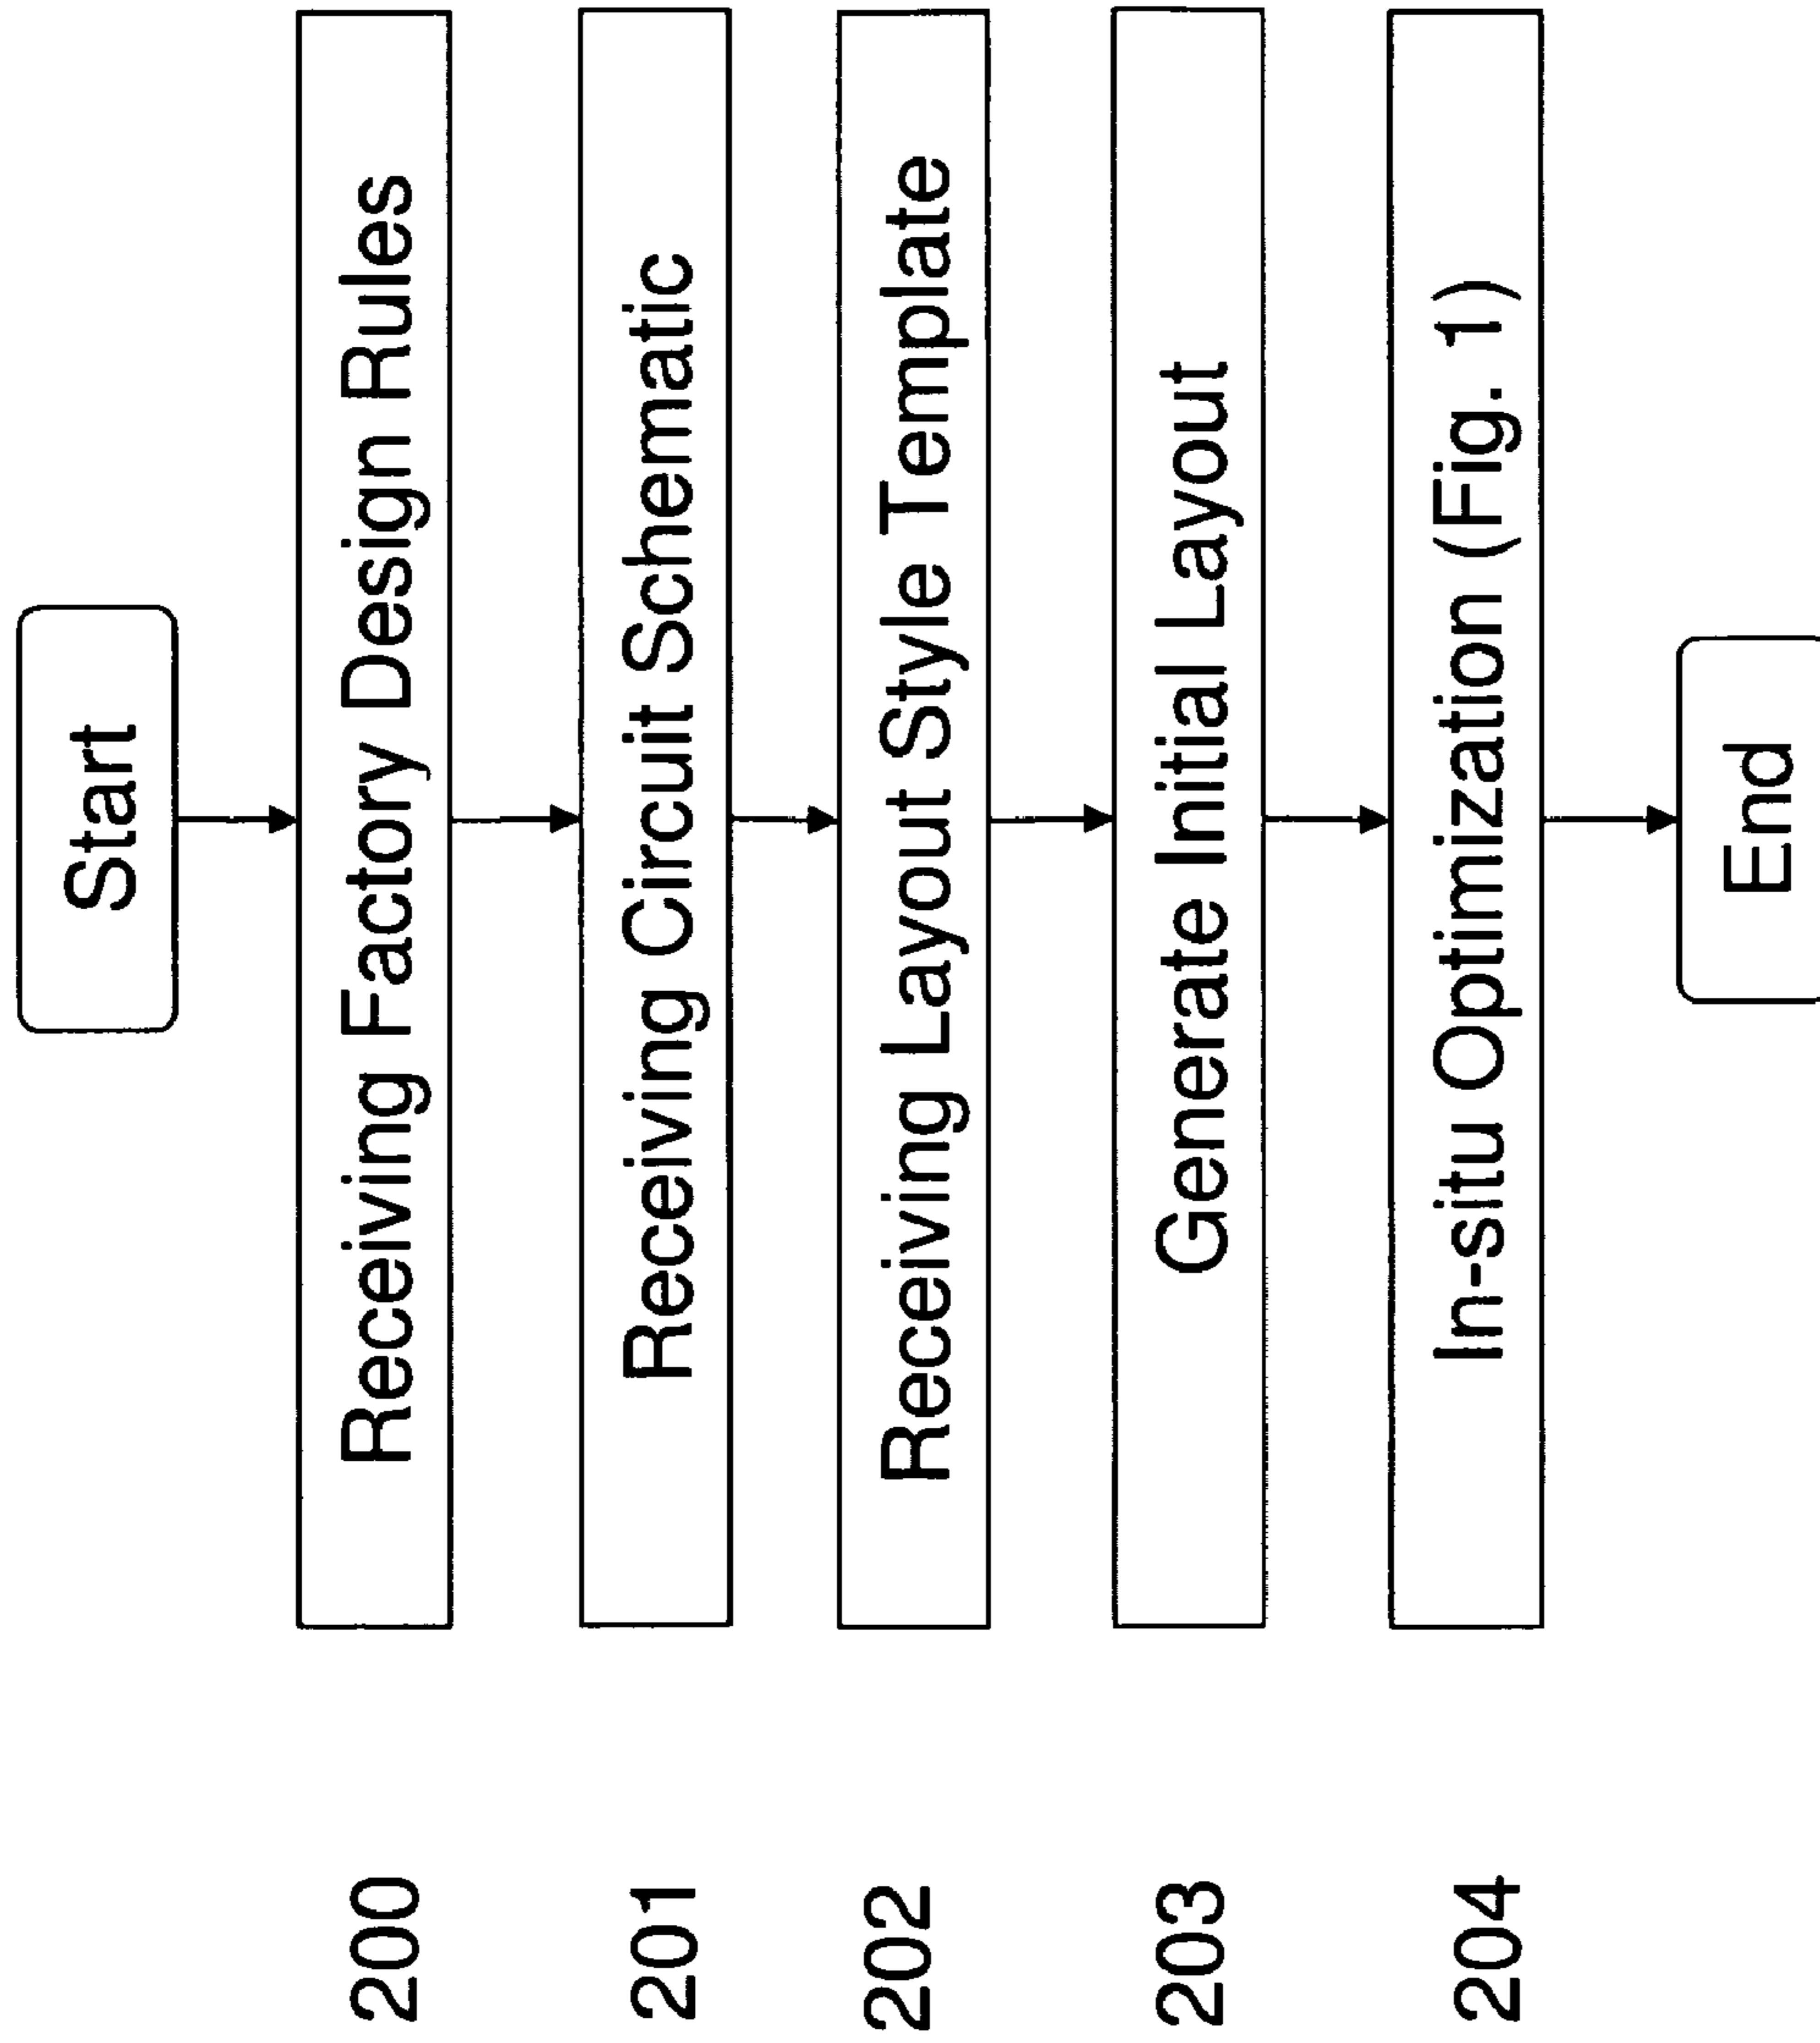 Start
200 Receiving Factory Design Rules
201 Receiving Circuit Schematic
202 Receiving Layout Style Template
203 Generate Initial Layout
204 In-situ Optimization (Fig. 1)
End